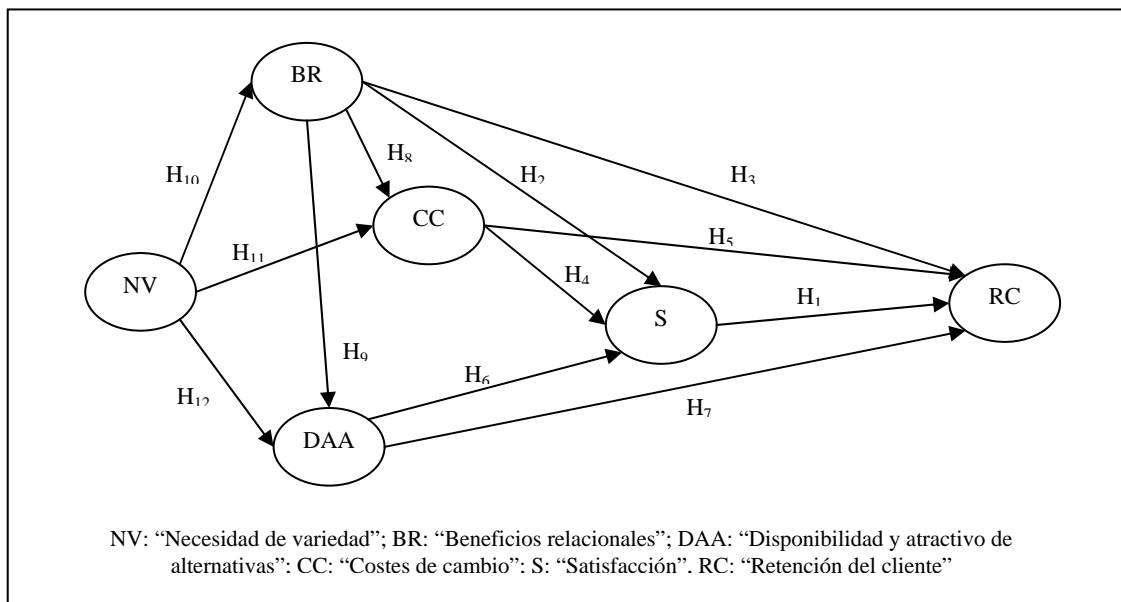 BR
H₈
H₂
H₃
H₁₀
CC
H₅
H₁₁
H₄
NV
RC
S
H₁
H₉
H₆
H₁₂
H₇
DAA
NV: “Necesidad de variedad”; BR: “Beneficios relacionales”; DAA: “Disponibilidad y atractivo de
alternativas”; CC: “Costes de cambio”; S: “Satisfacción”. RC: “Retención del cliente”